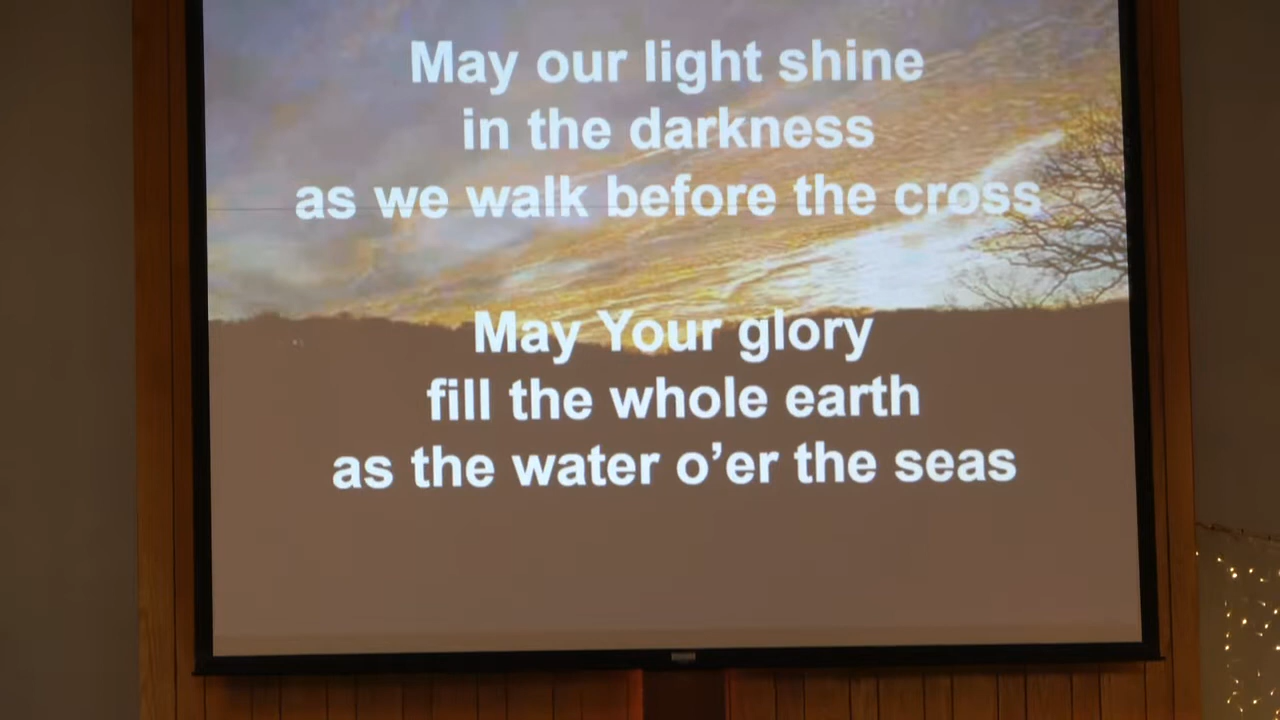 May our light shine
in the darkness
as we walk before the cross
May Your glory
fill the whole earth
as the water o’er the seas